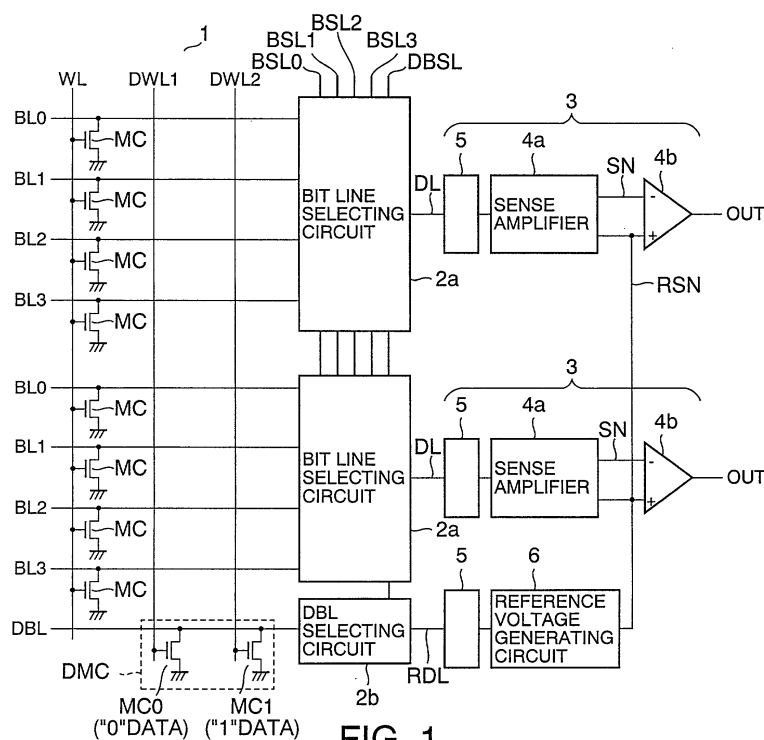 1
BSL2
BSL1 BSL3
BSL0 DBSL
WL DWL1 DWL2
BL0
MC
BL1
MC
BL2
MC
BL3
MC
BIT LINE
SELECTING
CIRCUIT
2a
DL
3
5
4a
SENSE
AMPLIFIER
SN
4b
-
+
OUT
RSN
BL0
MC
BL1
MC
BL2
MC
BL3
MC
BIT LINE
SELECTING
CIRCUIT
2a
DL
3
5
4a
SENSE
AMPLIFIER
SN
4b
-
+
OUT
DBL
DMC
MC0
("0"DATA)
MC1
("1"DATA)
DBL
SELECTING
CIRCUIT
2b
RDL
5
6
REFERENCE
VOLTAGE
GENERATING
CIRCUIT
FIG. 1